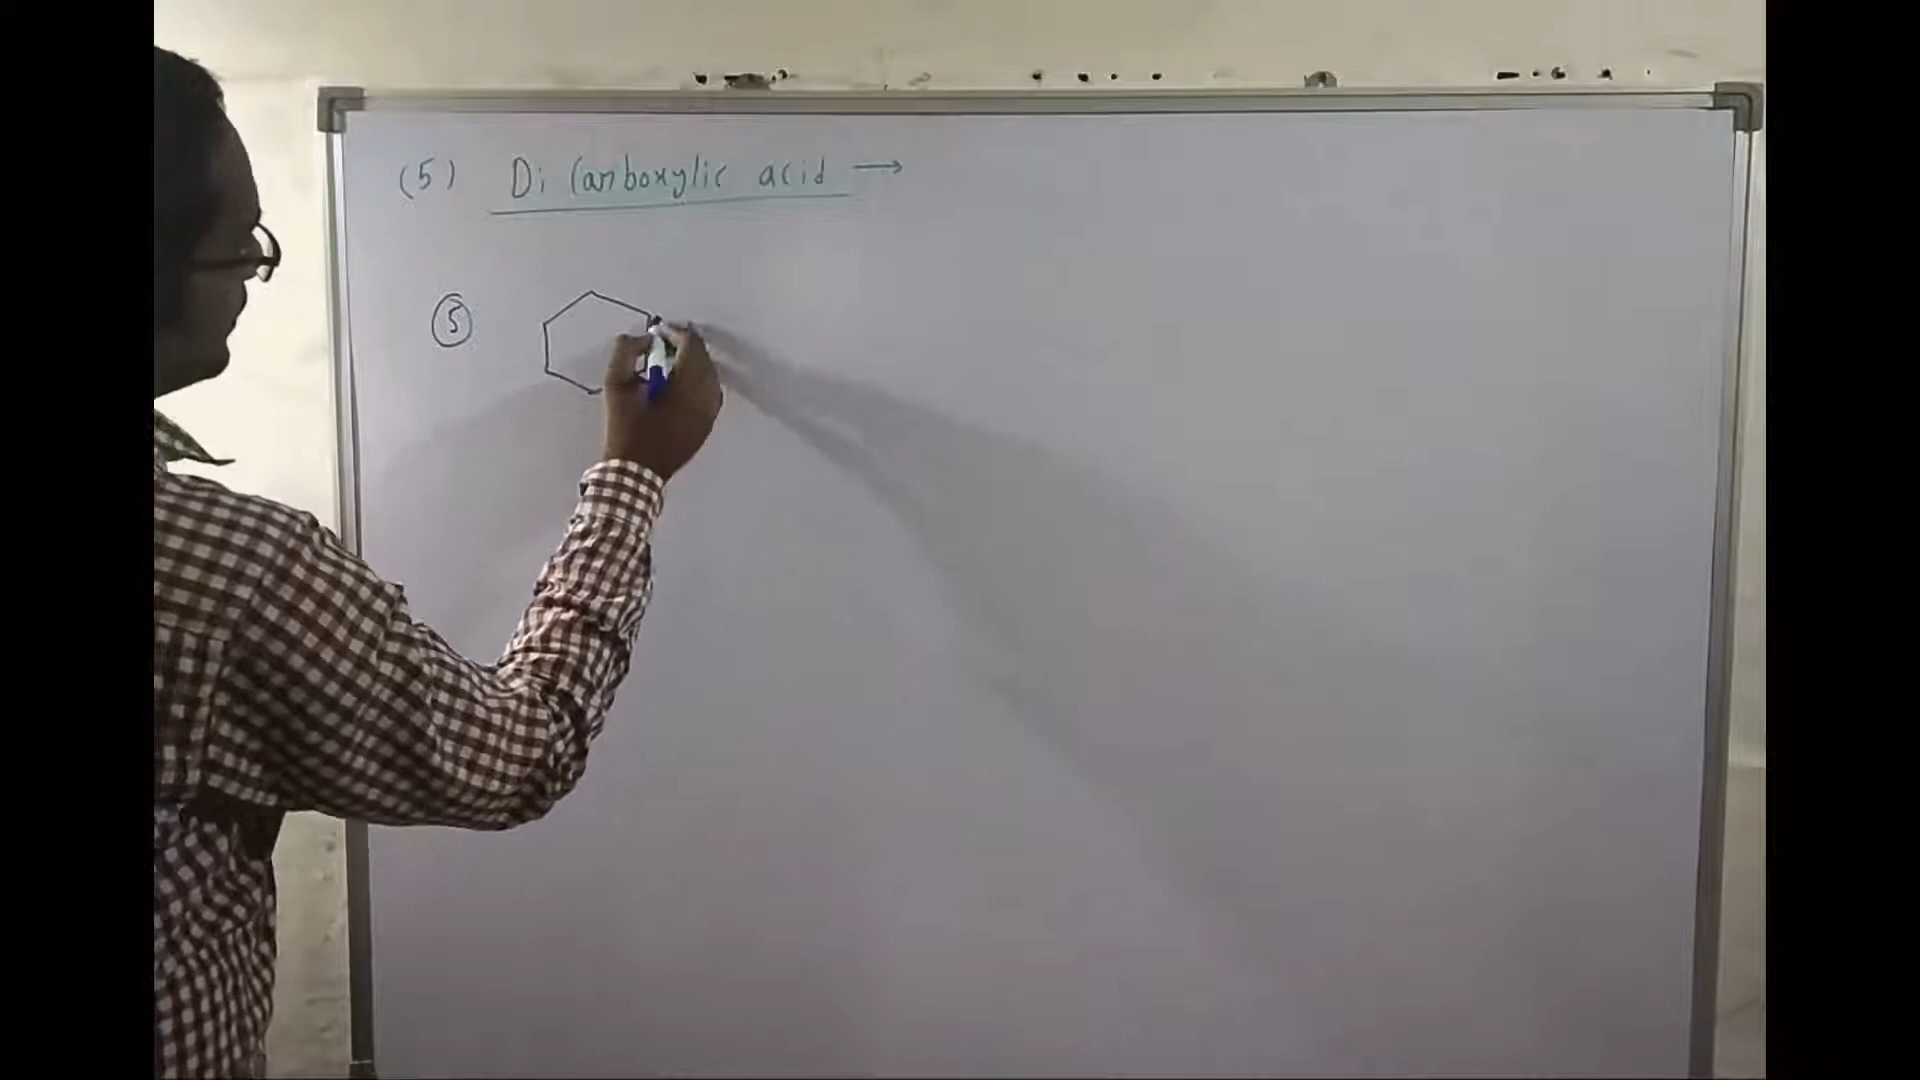 (5) Di Carboxylic acid →
⑤